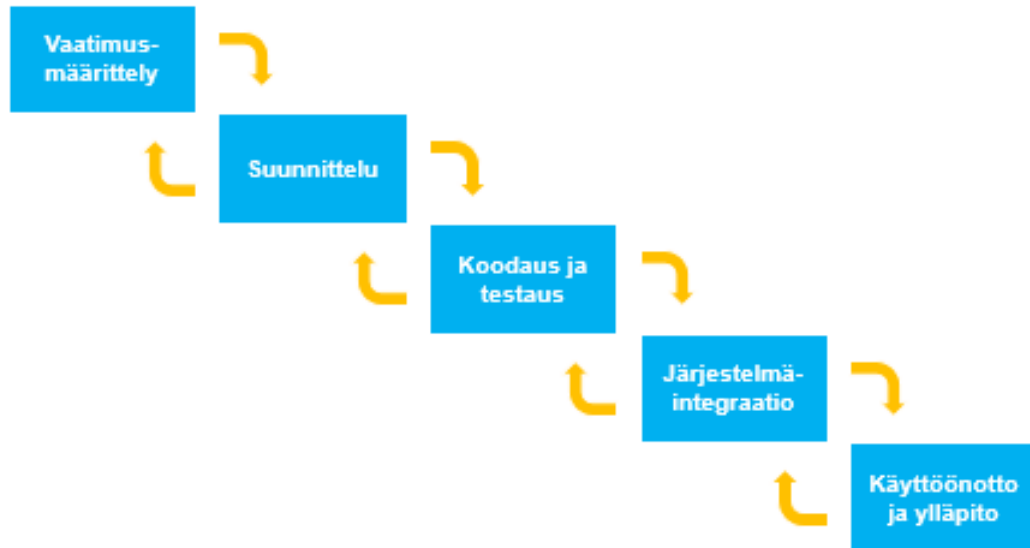 Vaatimus-
määrittely
Suunnittelu
Koodaus ja
testaus
Järjestelmä-
integraatio
Käyttöönotto
ja ylläpito